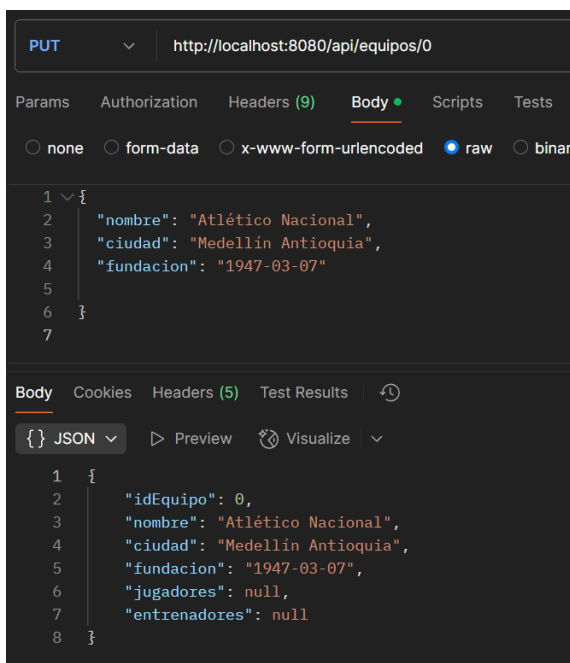 PUT http://localhost:8080/api/equipos/0
Params Authorization Headers (9) Body Scripts Tests
none form-data x-www-form-urlencoded raw
1 {
2 "nombre": "Atlético Nacional",
3 "ciudad": "Medellín Antioquia",
4 "fundacion": "1947-03-07"
5
6 }
7
Body Cookies Headers (5) Test Results
{} JSON Preview Visualize
1 {
2 "idEquipo": 0,
3 "nombre": "Atlético Nacional",
4 "ciudad": "Medellín Antioquia",
5 "fundacion": "1947-03-07",
6 "jugadores": null,
7 "entrenadores": null
8 }